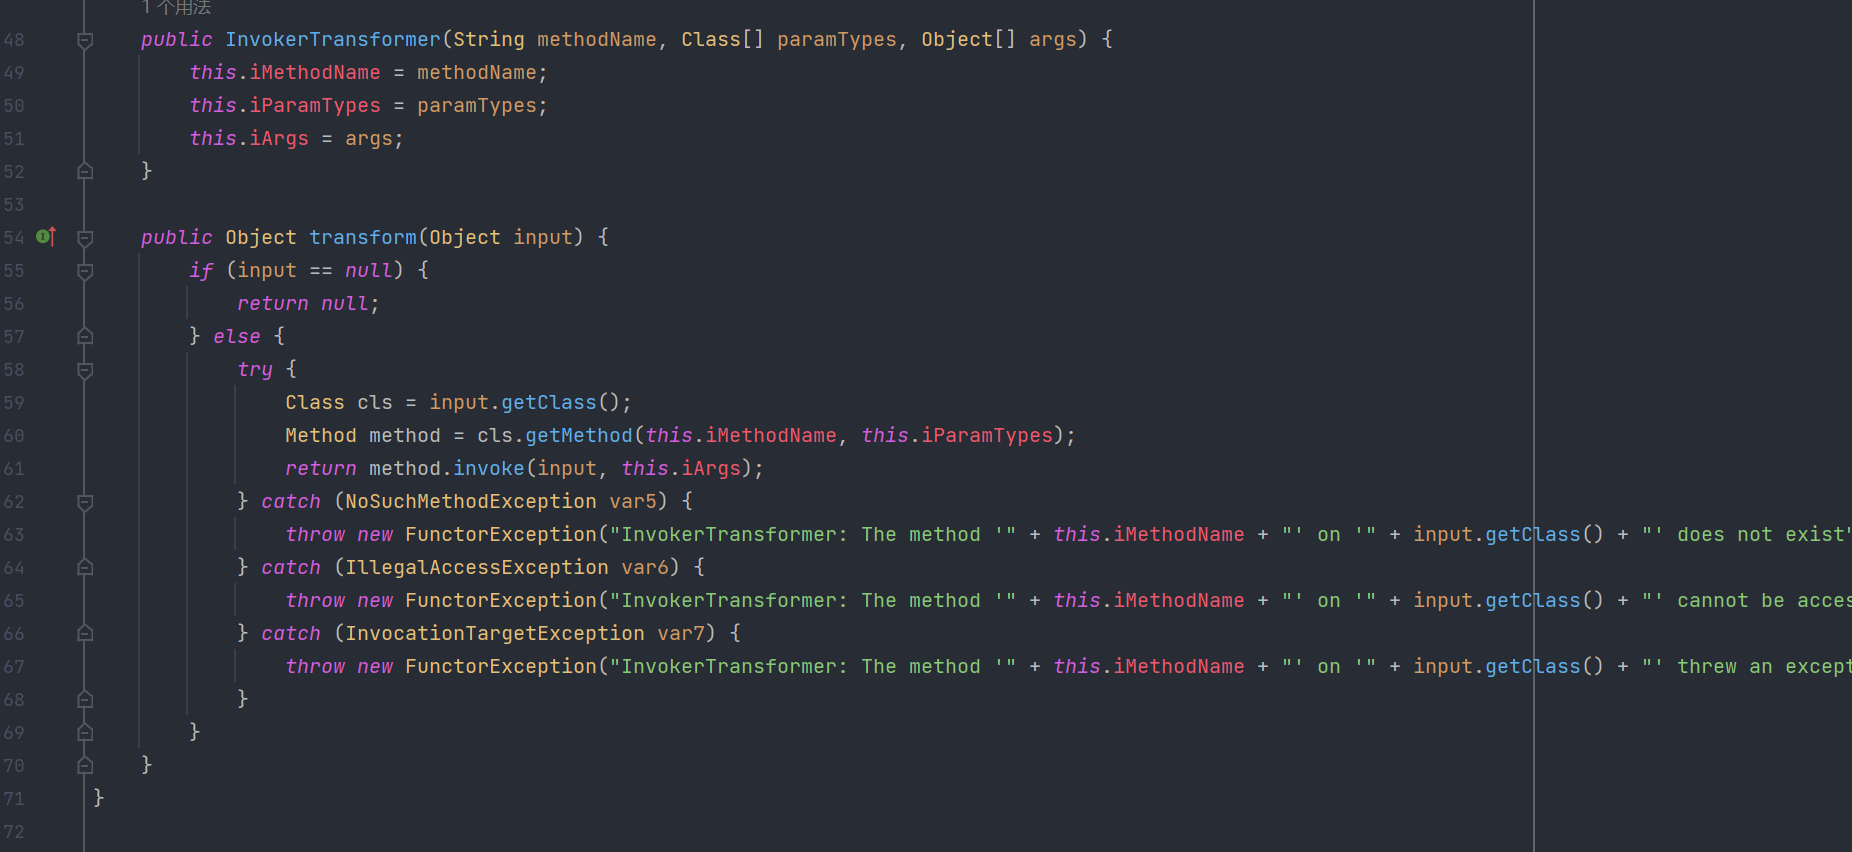 1 个用法
48 public InvokerTransformer(String methodName, Class[] paramTypes, Object[] args) {
49 this.iMethodName = methodName;
50 this.iParamTypes = paramTypes;
51 this.iArgs = args;
52 }
53
54 public Object transform(Object input) {
55 if (input == null) {
56 return null;
57 } else {
58 try {
59 Class cls = input.getClass();
60 Method method = cls.getMethod(this.iMethodName, this.iParamTypes);
61 return method.invoke(input, this.iArgs);
62 } catch (NoSuchMethodException var5) {
63 throw new FunctorException("InvokerTransformer: The method '" + this.iMethodName + "' on '" + input.getClass() + "' does not exist"
64 } catch (IllegalAccessException var6) {
65 throw new FunctorException("InvokerTransformer: The method '" + this.iMethodName + "' on '" + input.getClass() + "' cannot be acces
66 } catch (InvocationTargetException var7) {
67 throw new FunctorException("InvokerTransformer: The method '" + this.iMethodName + "' on '" + input.getClass() + "' threw an except
68 }
69 }
70 }
71 }
72